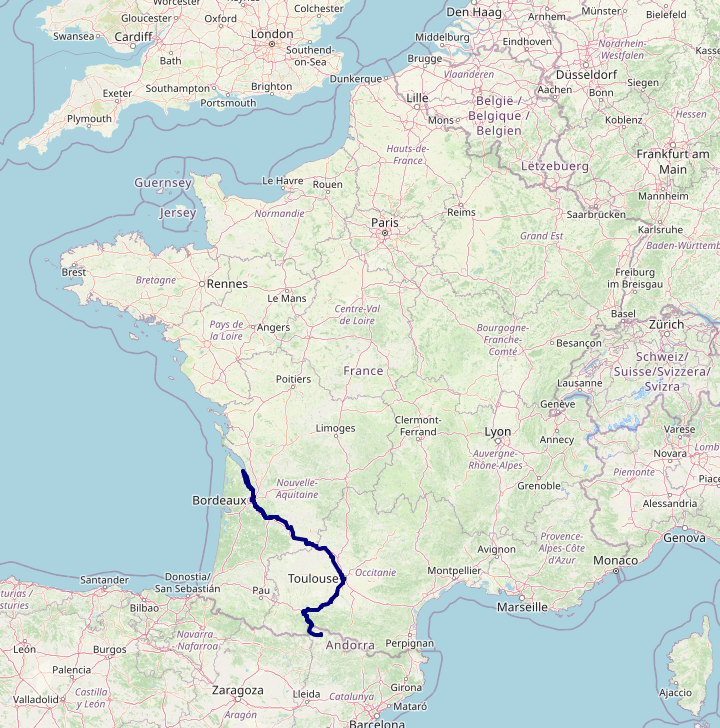 Worcester
Gloucester
Colchester
Den Haag
Arnhem
Münster
Bielefeld
Swansea
Cardiff
Oxford
London
Southend-
on-Sea
Middelburg
Eindhoven
Bath
Brugge
Nordrhein-
Westfalen
Vlaanderen
Düsseldorf
Kassel
Southampton
Brighton
Dunkerque
Exeter
Portsmouth
Lille
België /
Belgique /
Belgien
Aachen
Siegen
Bonn
Plymouth
Mons
Koblenz
Hessen
Hauts-de-
France
Lëtzebuerg
Frankfurt am
Main
Guernsey
Le Havre
Rouen
Mannheim
Jersey
Normandie
Paris
Reims
Saarbrücken
Grand Est
Karlsruhe
Brest
Bretagne
Rennes
Le Mans
Freiburg
im Breisgau
Centre-Val
de Loire
Basel
Zürich
Pays de
la Loire
Angers
Bourgogne-
Franche-
Comté
Besançon
Schweiz/
Suisse/Svizzera/
Svizra
France
Poitiers
Lausanne
Genève
Limoges
Clermont-
Ferrand
Lyon
Annecy
Varese
Novara
Auvergne-
Rhône-Alpes
Piemonte
Nouvelle-
Aquitaine
Grenoble
Bordeaux
Alessandria
Genova
Avignon
Provence-
Alpes-Côte
d'Azur
Monaco
Toulouse
Occitanie
Montpellier
Marseille
Santander
Donostia/
San Sebastián
Pau
Bilbao
Navarra
-
Nafarroa
Andorra
Perpignan
León
Burgos
Palencia
Zaragoza
Lleida
Girona
Catalunya
Mataró
Castilla
y León
Valladolid
Aragón
Barcelona
Ajaccio